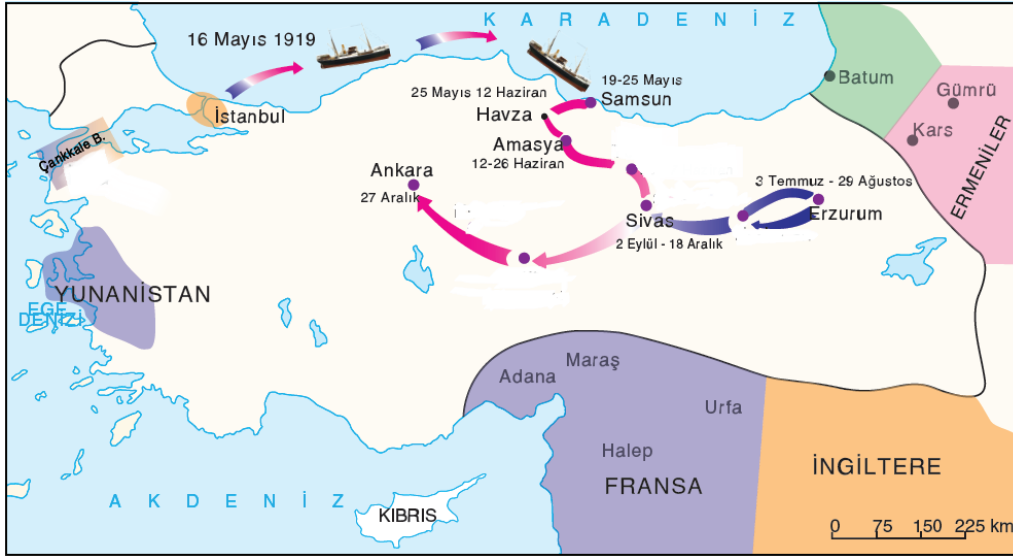 K A R A D E N İ Z
16 Mayıs 1919
19-25 Mayıs
Samsun
25 Mayıs 12 Haziran
Havza
Batum
Gümrü
Kars
ERMENİLER
İstanbul
Çankkale B.
Amasya
12-26 Haziran
Ankara
27 Aralık
3 Temmuz - 29 Ağustos
Erzurum
Sivas
2 Eylül - 18 Aralık
YUNANİSTAN
EGE
DENİZİ
Maraş
Adana
Urfa
Halep
FRANSA
İNGİLTERE
A K D E N İ Z
KIBRIS
0 75 150 225 km